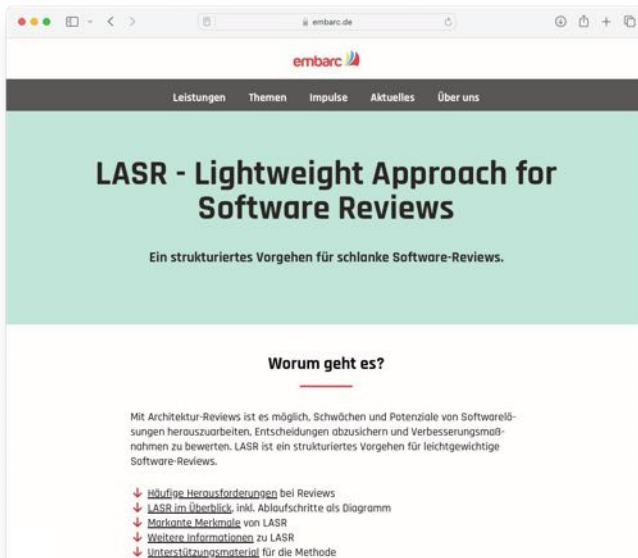 embarc.de
embarc
Leistungen Themen Impulse Aktuelles Über uns
LASR - Lightweight Approach for
Software Reviews
Ein strukturiertes Vorgehen für schlanke Software-Reviews.
Worum geht es?
Mit Architektur-Reviews ist es möglich, Schwächen und Potenziale von Softwarelö-
sungen herauszuarbeiten, Entscheidungen abzusichern und Verbesserungsmaß-
nahmen zu bewerten. LASR ist ein strukturiertes Vorgehen für leichtgewichtige
Software-Reviews.
↓ Häufige Herausforderungen bei Reviews
↓ LASR im Überblick, inkl. Ablaufschritte als Diagramm
↓ Markante Merkmale von LASR
↓ Weitere Informationen zu LASR
↓ Unterstützungsmaterial für die Methode